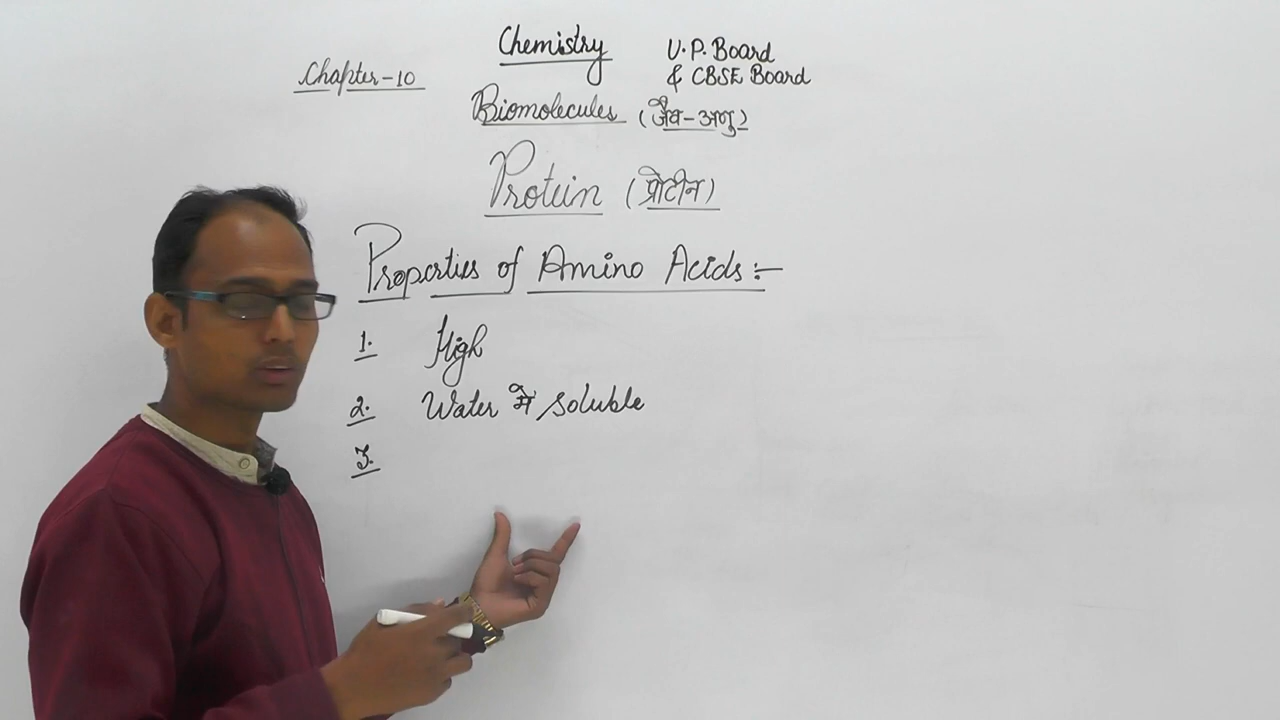 Chemistry
U.P. Board
& CBSE Board
Chapter-10
Biomolecules (जैव-अणु)
Protein (प्रोटीन)
Properties of Amino Acids :-
1. High
2. Water में soluble
3.